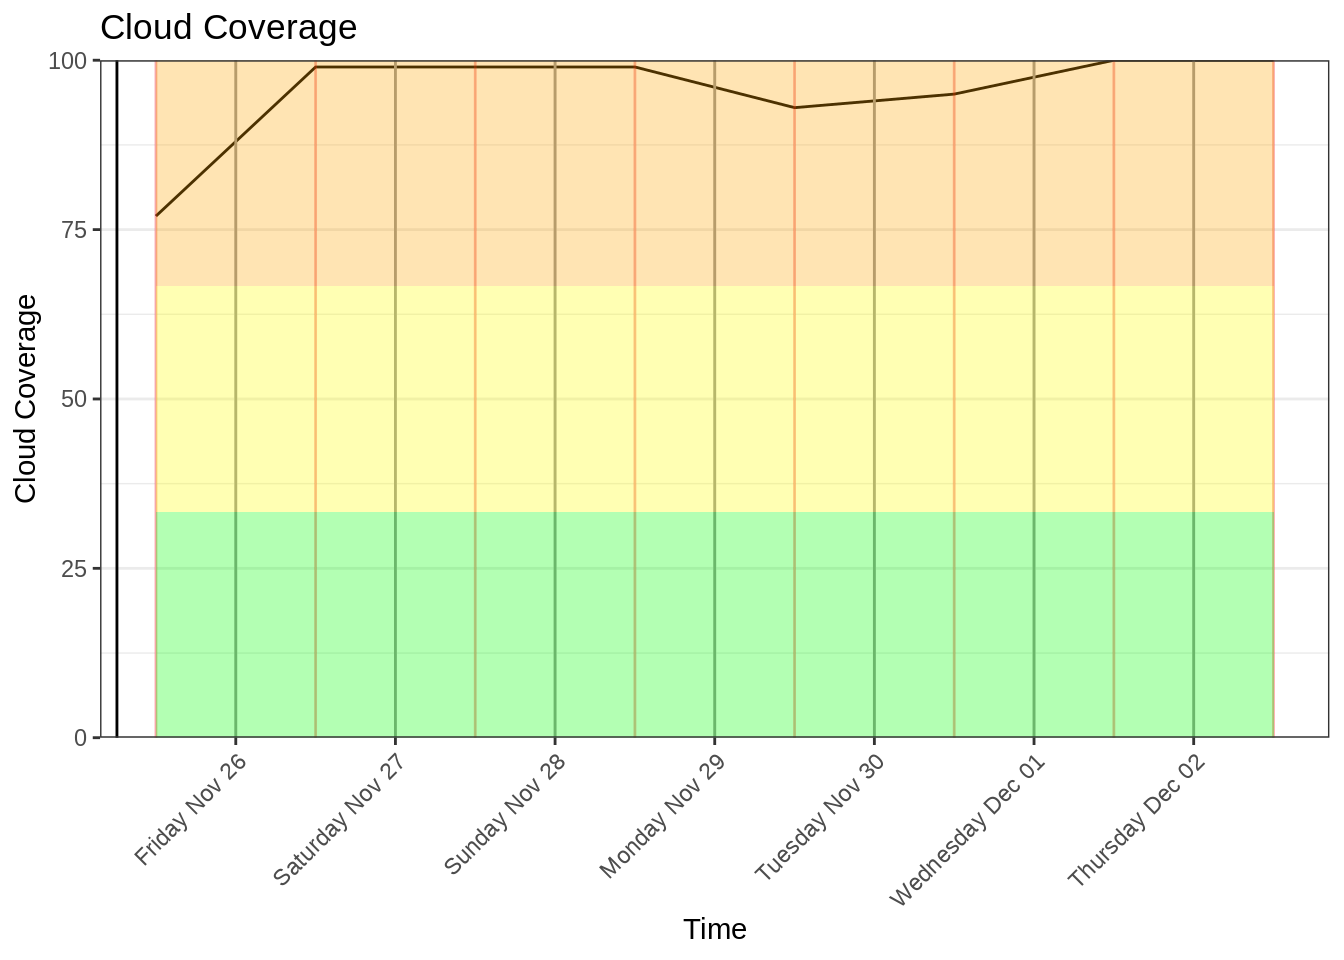 Cloud Coverage
Cloud Coverage
100
75
50
25
0
Friday Nov 26
Saturday Nov 27
Sunday Nov 28
Monday Nov 29
Tuesday Nov 30
Wednesday Dec 01
Thursday Dec 02
Time